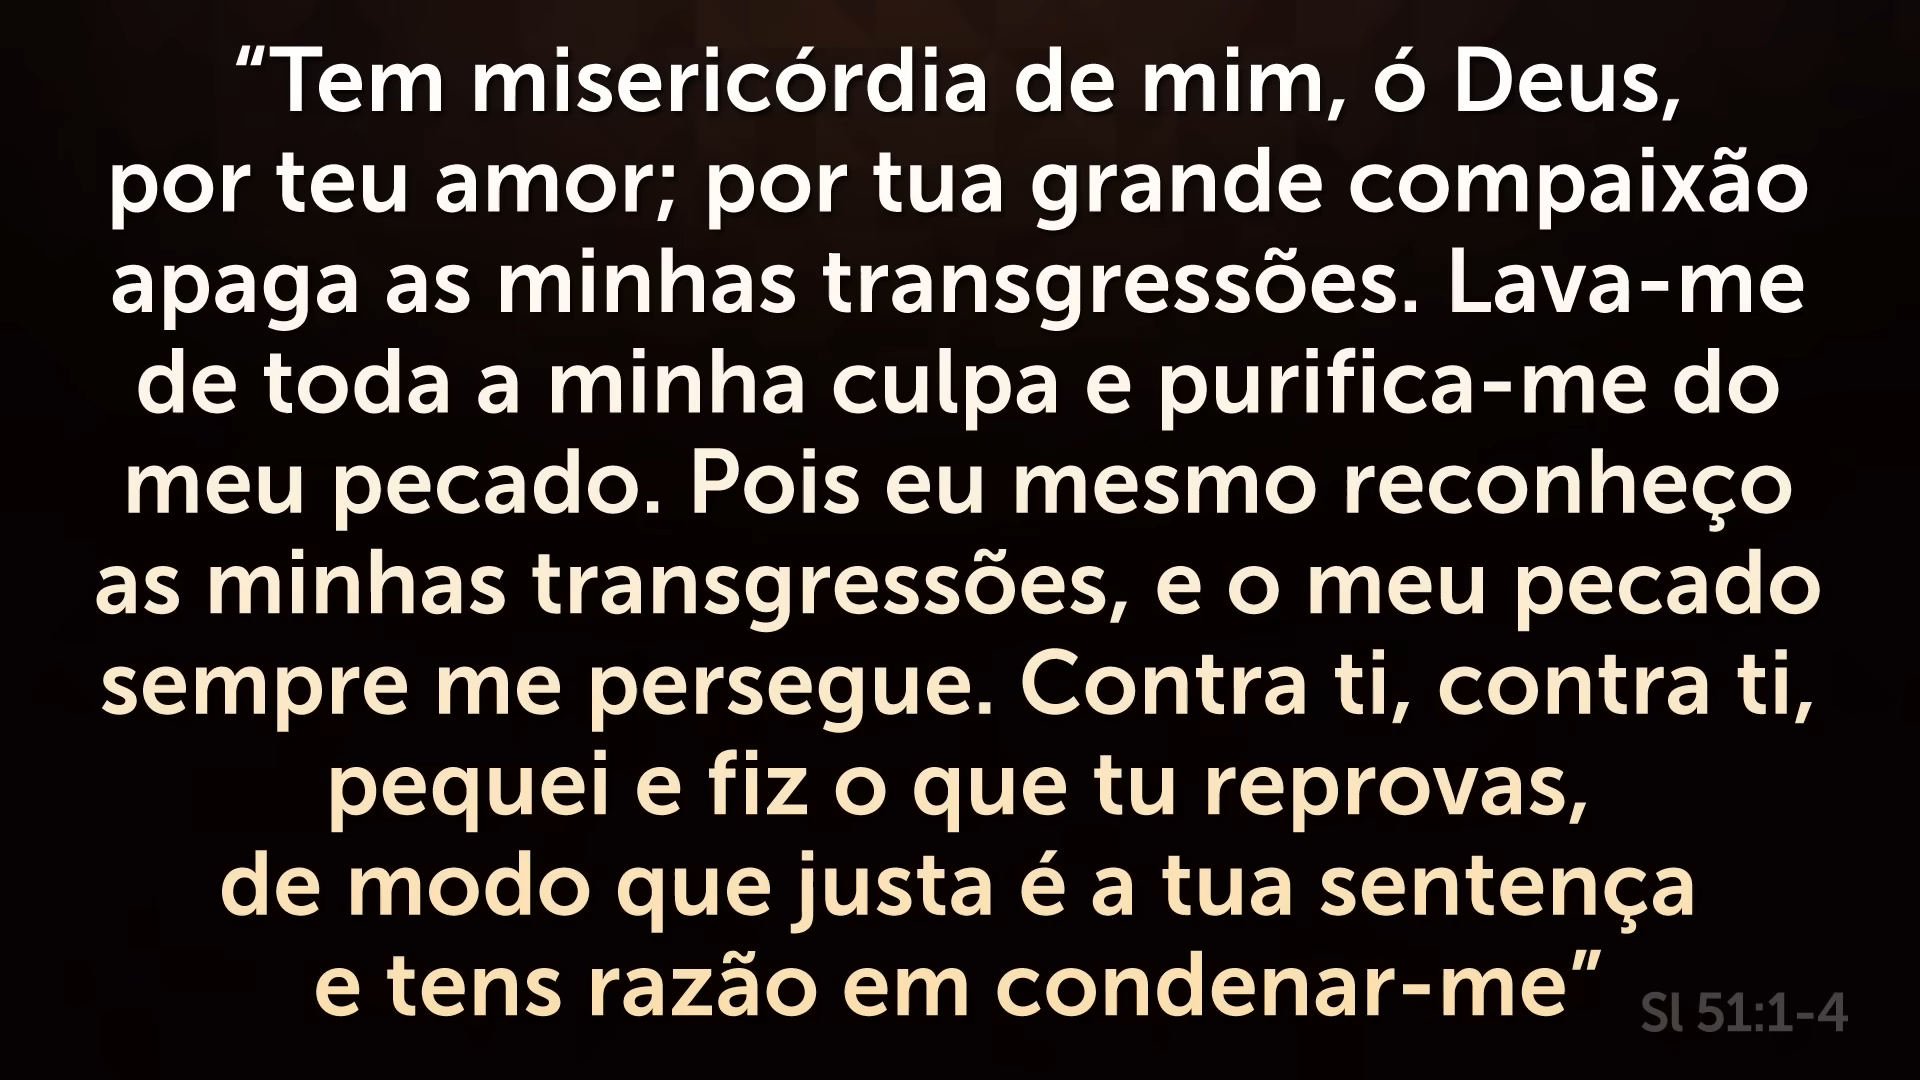 “Tem misericórdia de mim, ó Deus,
por teu amor; por tua grande compaixão
apaga as minhas transgressões. Lava-me
de toda a minha culpa e purifica-me do
meu pecado. Pois eu mesmo reconheço
as minhas transgressões, e o meu pecado
sempre me persegue. Contra ti, contra ti,
pequei e fiz o que tu reprovas,
de modo que justa é a tua sentença
e tens razão em condenar-me”
Sl 51:1-4